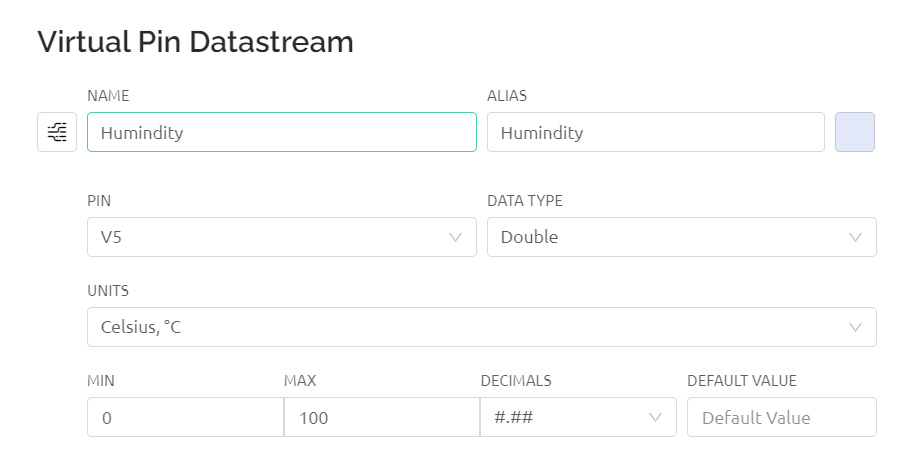 Virtual Pin Datastream
NAME ALIAS
Humindity Humindity
PIN DATA TYPE
V5 Double
UNITS
Celsius, °C
MIN MAX DECIMALS DEFAULT VALUE
0 100 #.## Default Value